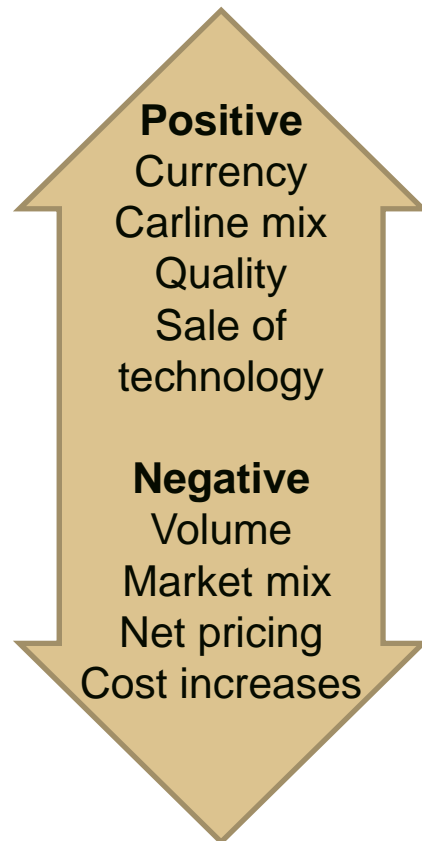 Positive
Currency
Carline mix
Quality
Sale of
technology
Negative
Volume
Market mix
Net pricing
Cost increases